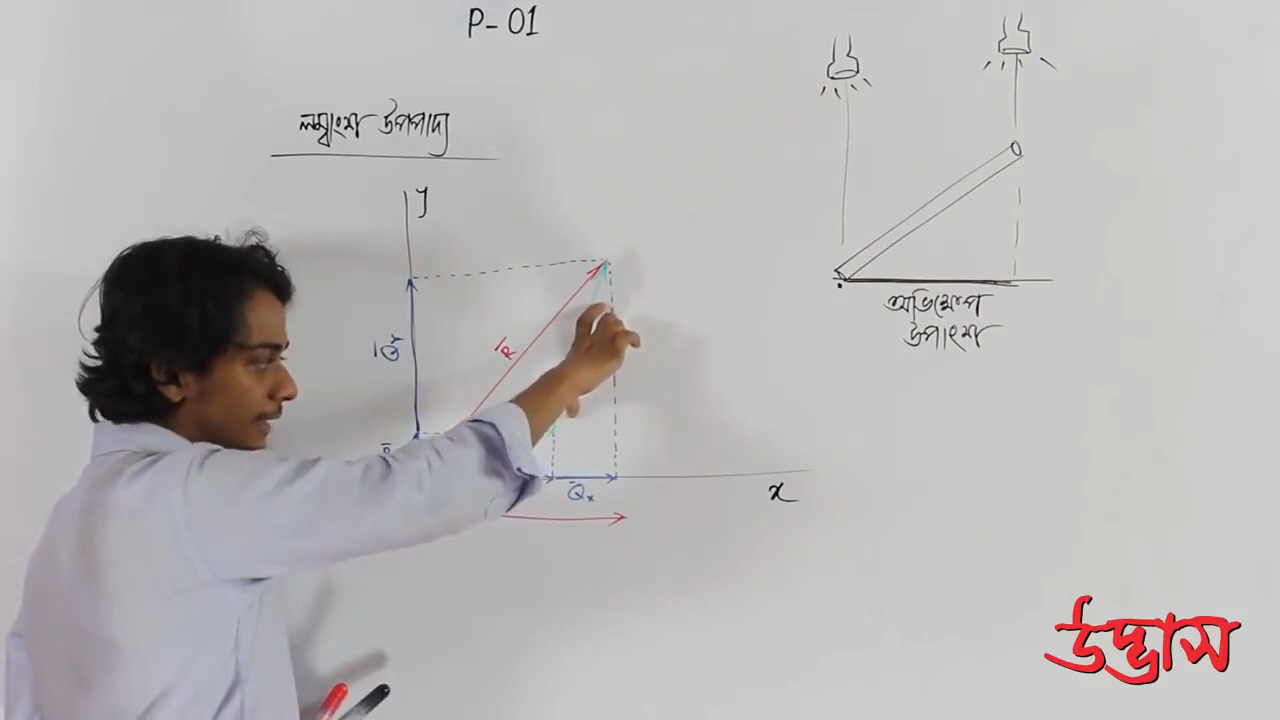 P-01
লম্বাংশ উপপাদ্য
y
Q̄y
R̄
Q̄x
x
অভিক্ষেপ
উপাংশ
উদ্ভাস